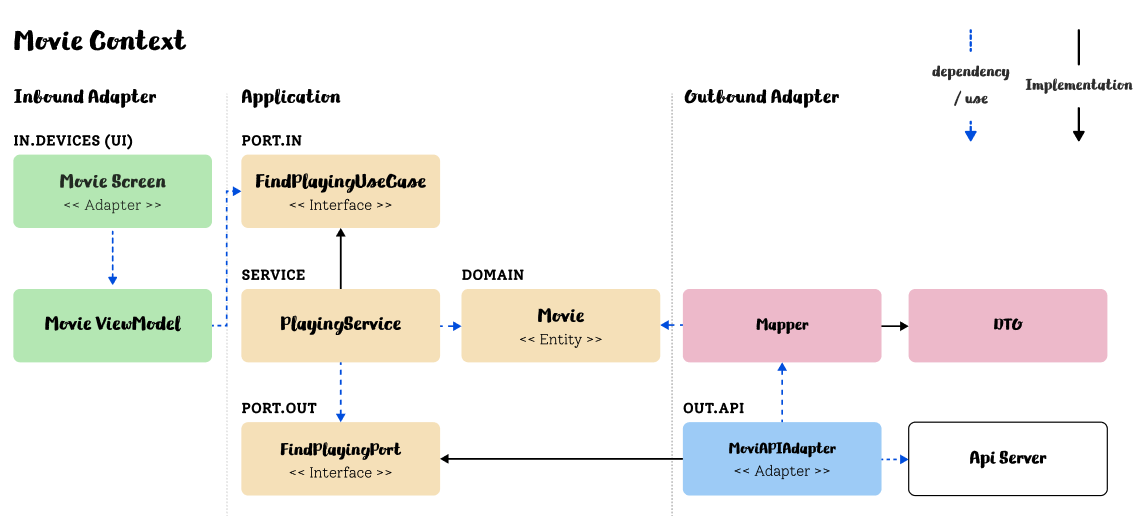 Movie Context
dependency
/ use
Implementation
Inbound Adapter
Application
Outbound Adapter
IN.DEVICES (UI)
PORT.IN
Movie Screen
<< Adapter >>
FindPlayingUseCase
<< Interface >>
SERVICE
DOMAIN
Movie ViewModel
PlayingService
Movie
<< Entity >>
Mapper
DTO
PORT.OUT
OUT.API
FindPlayingPort
<< Interface >>
MoviAPIAdapter
<< Adapter >>
Api Server